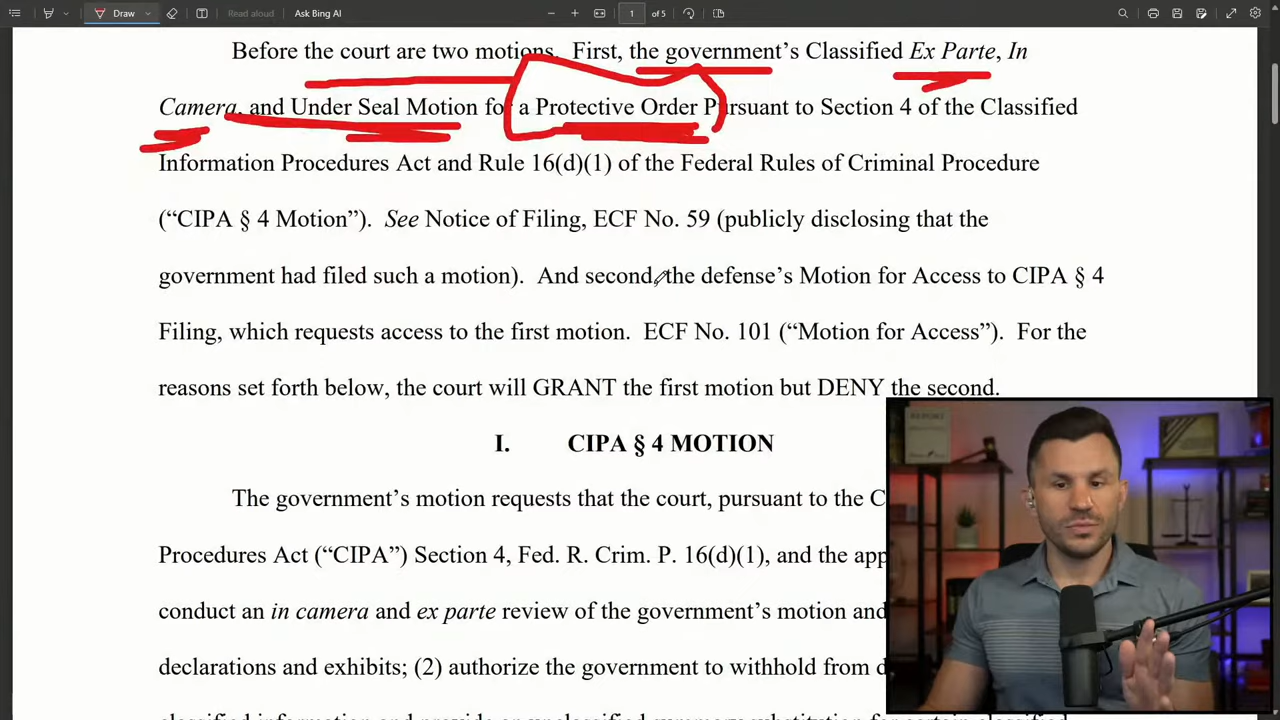 Draw
Read aloud
Ask Bing AI
1 of 5
Before the court are two motions. First, the government's Classified Ex Parte, In
Camera, and Under Seal Motion for a Protective Order Pursuant to Section 4 of the Classified
Information Procedures Act and Rule 16(d)(1) of the Federal Rules of Criminal Procedure
(“CIPA § 4 Motion”). See Notice of Filing, ECF No. 59 (publicly disclosing that the
government had filed such a motion). And second, the defense's Motion for Access to CIPA § 4
Filing, which requests access to the first motion. ECF No. 101 (“Motion for Access”). For the
reasons set forth below, the court will GRANT the first motion but DENY the second.
I. CIPA § 4 MOTION
The government's motion requests that the court, pursuant to the C
Procedures Act (“CIPA”) Section 4, Fed. R. Crim. P. 16(d)(1), and the app
conduct an in camera and ex parte review of the government's motion and
declarations and exhibits; (2) authorize the government to withhold from d